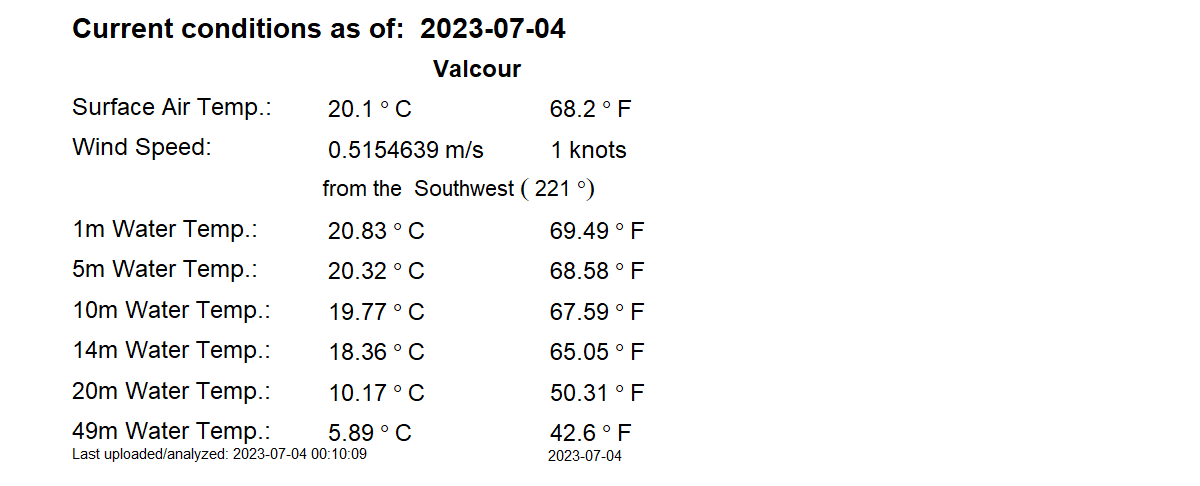 Current conditions as of: 2023-07-04
Valcour
Surface Air Temp.: 20.1 ° C 68.2 ° F
Wind Speed: 0.5154639 m/s 1 knots
from the Southwest ( 221 °)
1m Water Temp.: 20.83 ° C 69.49 ° F
5m Water Temp.: 20.32 ° C 68.58 ° F
10m Water Temp.: 19.77 ° C 67.59 ° F
14m Water Temp.: 18.36 ° C 65.05 ° F
20m Water Temp.: 10.17 ° C 50.31 ° F
49m Water Temp.: 5.89 ° C 42.6 ° F
Last uploaded/analyzed: 2023-07-04 00:10:09 2023-07-04